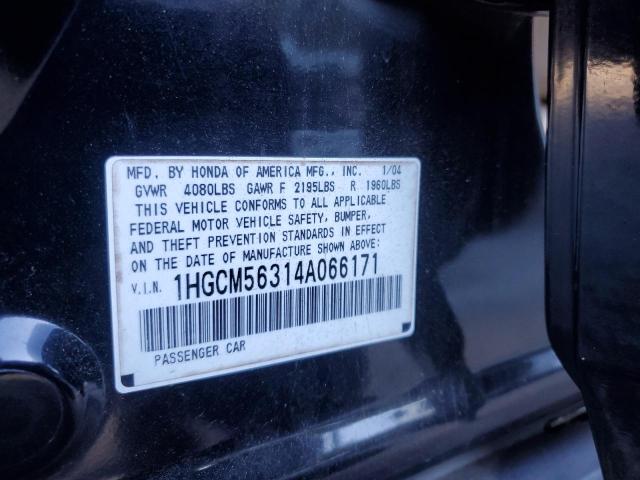 MFD. BY HONDA OF AMERICA MFG., INC. 1/04
GVWR 4080LBS GAWR F 2195LBS R 1960LBS
THIS VEHICLE CONFORMS TO ALL APPLICABLE
FEDERAL MOTOR VEHICLE SAFETY, BUMPER,
AND THEFT PREVENTION STANDARDS IN EFFECT
ON THE DATE OF MANUFACTURE SHOWN ABOVE:
V.I.N. 1HGCM56314A066171
PASSENGER CAR